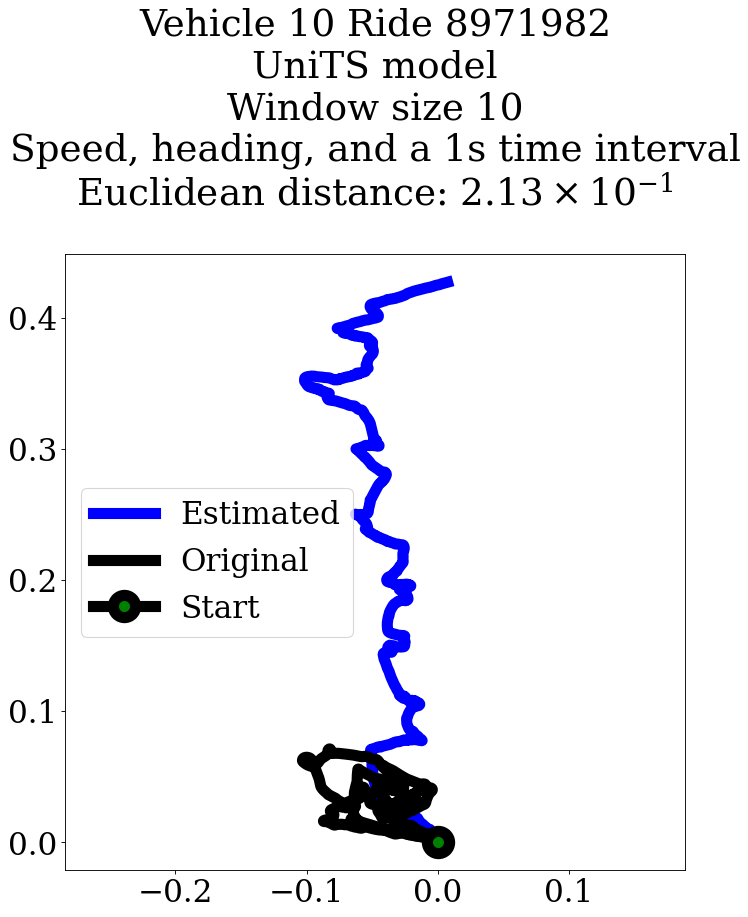 Vehicle 10 Ride 8971982
UniTS model
Window size 10
Speed, heading, and a 1s time interval
Euclidean distance: 2.13 × 10⁻¹
0.4
0.3
Estimated
Original
0.2
Start
0.1
0.0
−0.2 −0.1 0.0 0.1